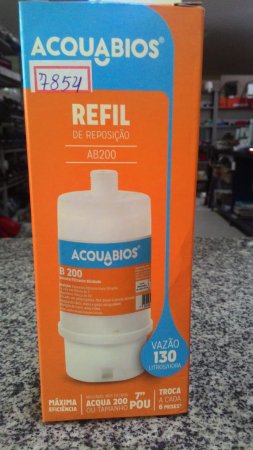 ACQUABIOS®
7854
REFIL
DE REPOSIÇÃO
AB200
ACQUABIOS®
B 200
VAZÃO
130
LITROS/HORA
MÁXIMA
EFICIÊNCIA
ACQUA 200
OU TAMANHO
7"
POU
TROCA
A CADA
6 MESES*